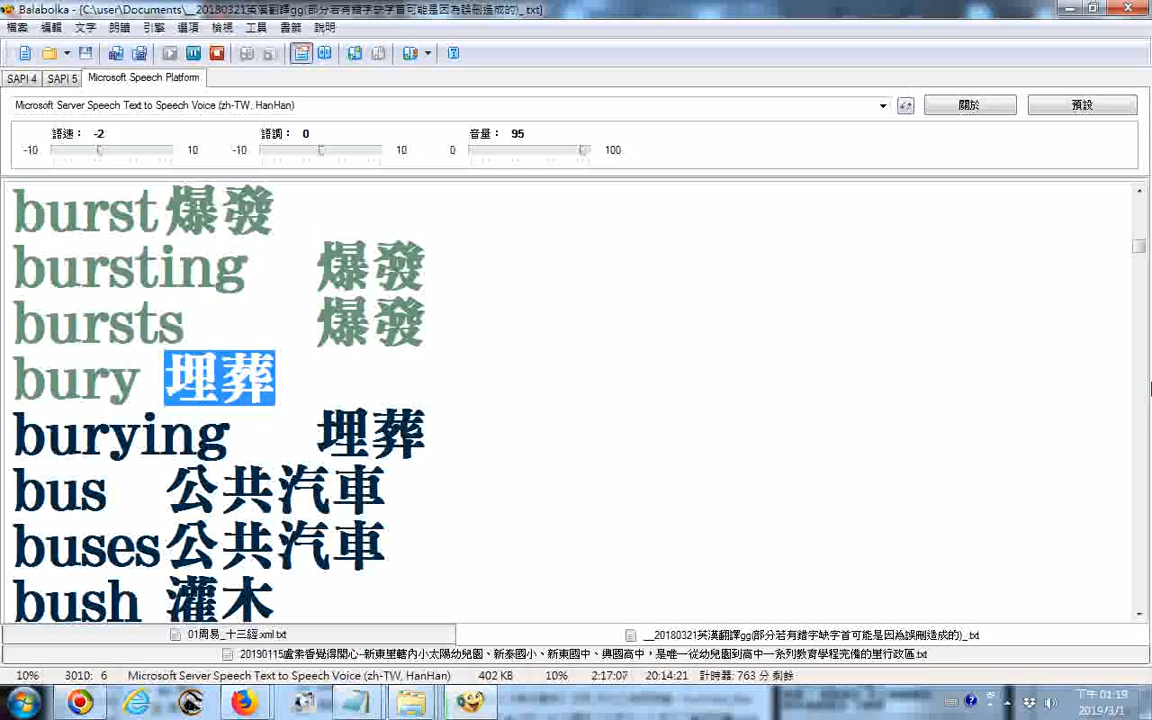 Balabolka - [C:\user\Documents\__20180321英漢翻譯gg(部分若有錯字缺字首可能是因為誤刪造成的)_txt]
檔案 編輯 文字 朗讀 引擎 選項 檢視 工具 書籤 說明
SAPI 4 SAPI 5 Microsoft Speech Platform
Microsoft Server Speech Text to Speech Voice (zh-TW, HanHan) 關於 預設
語速： -2 語調： 0 音量： 95
-10 10 -10 10 0 100
burst 爆發
bursting 爆發
bursts 爆發
bury 埋葬
burying 埋葬
bus 公共汽車
buses 公共汽車
bush 灌木
01周易_十三經.xml.txt __20180321英漢翻譯gg(部分若有錯字缺字首可能是因為誤刪造成的)_txt
20190115盧素香覺得開心--新東里轄內小太陽幼兒園、新泰國小、新東國中、興國高中，是唯一從幼兒園到高中一系列教育學程完備的里行政區.txt
10% 3010: 6 Microsoft Server Speech Text to Speech Voice (zh-TW, HanHan) 402 KB 10% 2:17:07 20:14:21 計時器: 763 分 剩餘
下午 01:19
2019/3/1